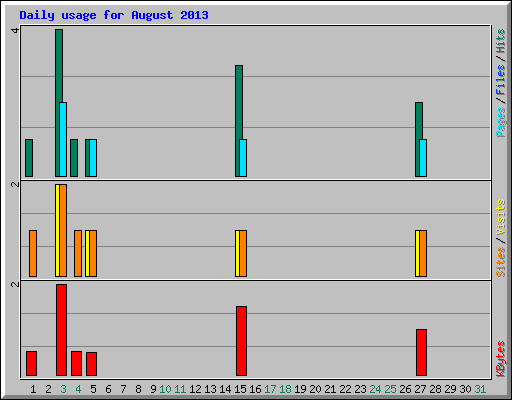 Daily usage for August 2013
4
Pages / Files / Hits
2
Sites / Visits
2
KBytes
1 2 3 4 5 6 7 8 9 10 11 12 13 14 15 16 17 18 19 20 21 22 23 24 25 26 27 28 29 30 31